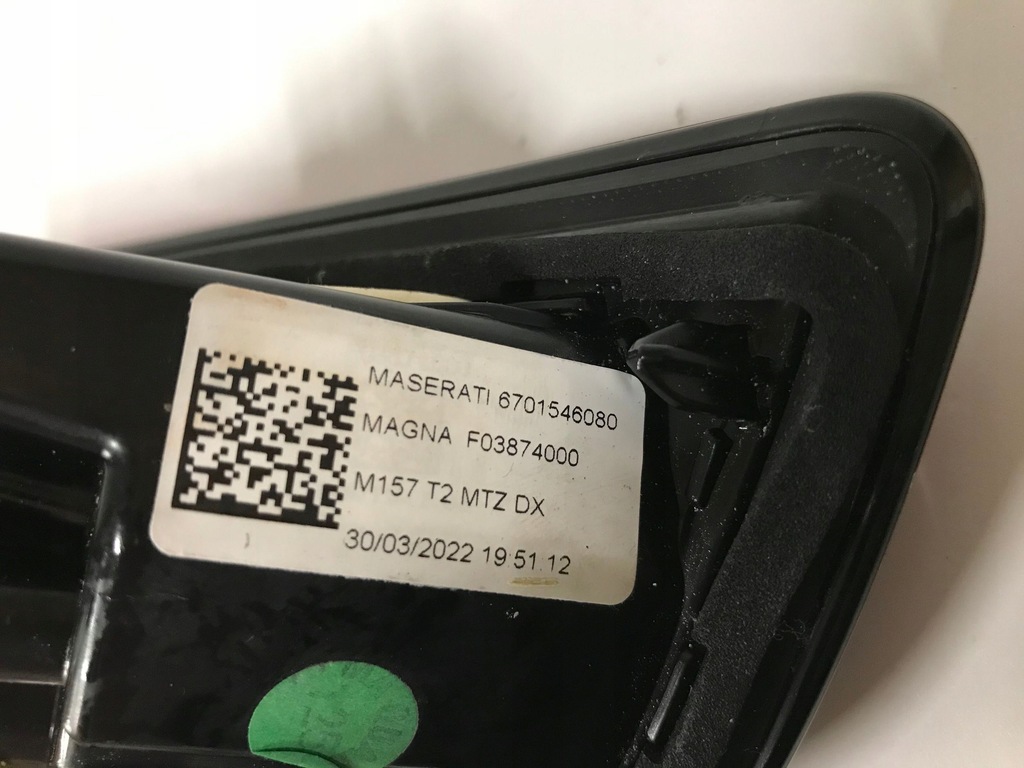 MASERATI 6701546080
MAGNA F03874000
M157 T2 MTZ DX
30/03/2022 19 51 12